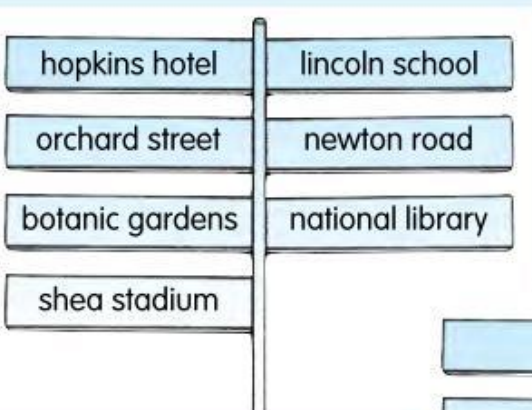 hopkins hotel
lincoln school
orchard street
newton road
botanic gardens
national library
shea stadium